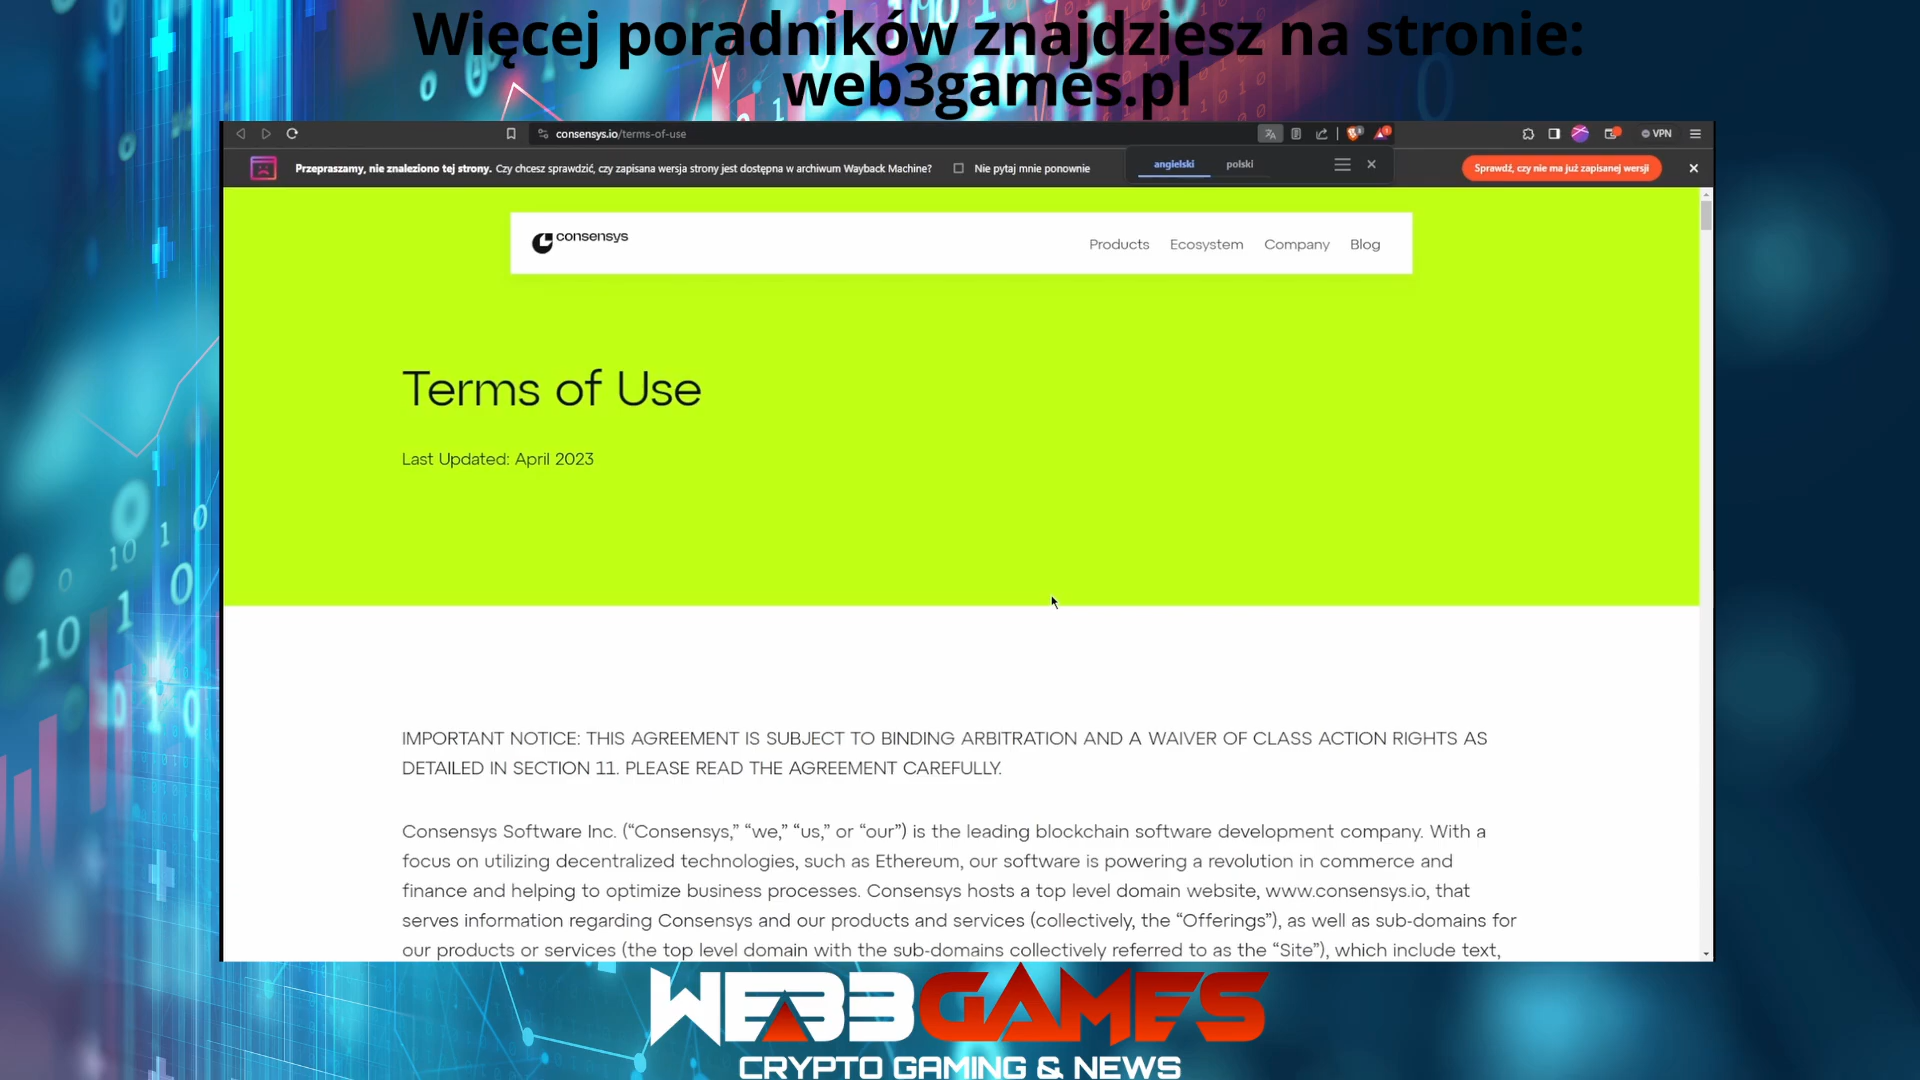 Więcej poradników znajdziesz na stronie:
web3games.pl
consensys.io/terms-of-use
VPN
Przepraszamy, nie znaleziono tej strony. Czy chcesz sprawdzić, czy zapisana wersja strony jest dostępna w archiwum Wayback Machine?
Nie pytaj mnie ponownie
angielski
polski
Sprawdź, czy nie ma już zapisanej wersji
consensys
Products
Ecosystem
Company
Blog
Terms of Use
Last Updated: April 2023
IMPORTANT NOTICE: THIS AGREEMENT IS SUBJECT TO BINDING ARBITRATION AND A WAIVER OF CLASS ACTION RIGHTS AS
DETAILED IN SECTION 11. PLEASE READ THE AGREEMENT CAREFULLY.
Consensys Software Inc. (“Consensys,” “we,” “us,” or “our”) is the leading blockchain software development company. With a
focus on utilizing decentralized technologies, such as Ethereum, our software is powering a revolution in commerce and
finance and helping to optimize business processes. Consensys hosts a top level domain website, www.consensys.io, that
serves information regarding Consensys and our products and services (collectively, the “Offerings”), as well as sub-domains for
our products or services (the top level domain with the sub-domains collectively referred to as the “Site”), which include text,
WEB3GAMES
CRYPTO GAMING & NEWS